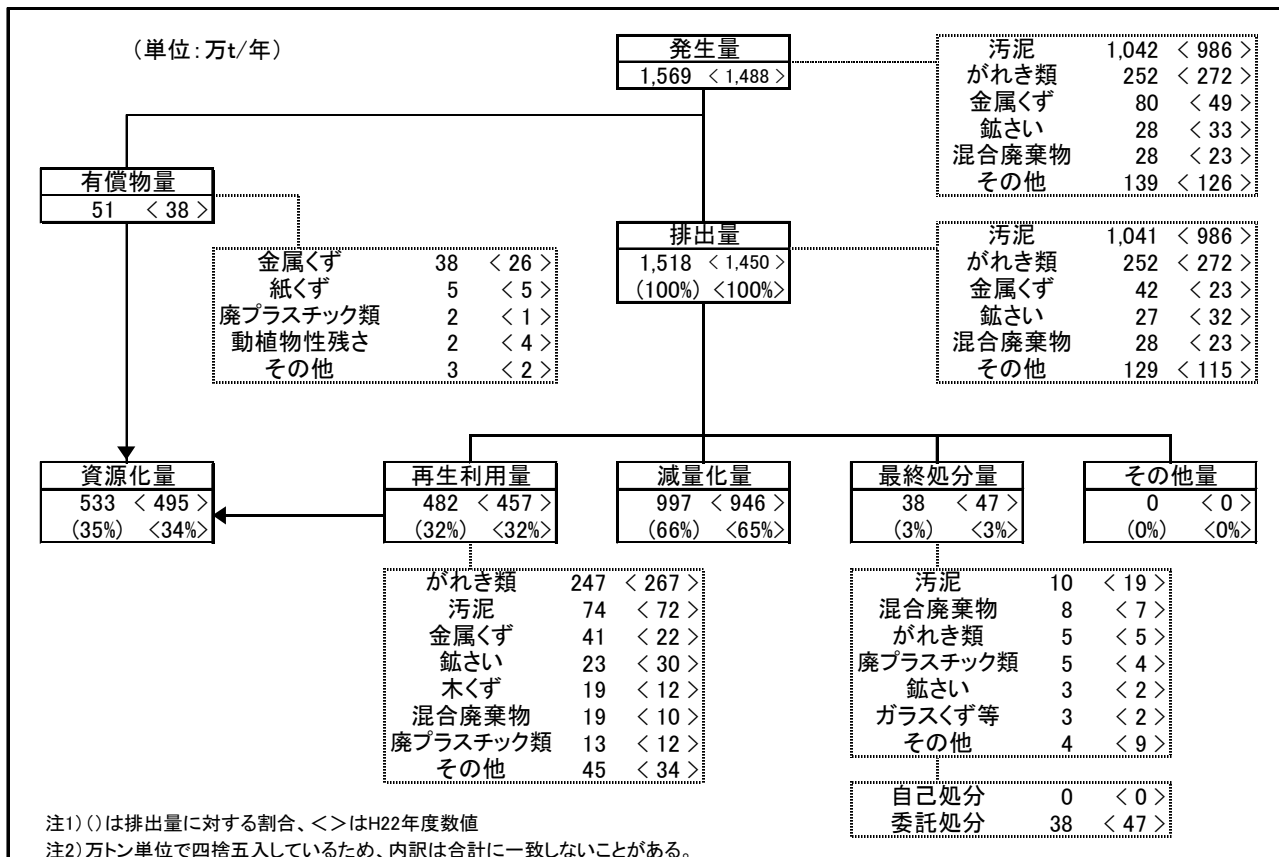 （単位：万t/年）
発生量
1,569 ＜1,488＞
汚泥 1,042 ＜986＞
がれき類 252 ＜272＞
金属くず 80 ＜49＞
鉱さい 28 ＜33＞
混合廃棄物 28 ＜23＞
その他 139 ＜126＞
有償物量
51 ＜38＞
金属くず 38 ＜26＞
紙くず 5 ＜5＞
廃プラスチック類 2 ＜1＞
動植物性残さ 2 ＜4＞
その他 3 ＜2＞
排出量
1,518 ＜1,450＞
(100%) <100%>
汚泥 1,041 ＜986＞
がれき類 252 ＜272＞
金属くず 42 ＜23＞
鉱さい 27 ＜32＞
混合廃棄物 28 ＜23＞
その他 129 ＜115＞
資源化量
533 ＜495＞
(35%) <34%>
再生利用量
482 ＜457＞
(32%) <32%>
減量化量
997 ＜946＞
(66%) <65%>
最終処分量
38 ＜47＞
(3%) <3%>
その他量
0 ＜0＞
(0%) <0%>
がれき類 247 ＜267＞
汚泥 74 ＜72＞
金属くず 41 ＜22＞
鉱さい 23 ＜30＞
木くず 19 ＜12＞
混合廃棄物 19 ＜10＞
廃プラスチック類 13 ＜12＞
その他 45 ＜34＞
汚泥 10 ＜19＞
混合廃棄物 8 ＜7＞
がれき類 5 ＜5＞
廃プラスチック類 5 ＜4＞
鉱さい 3 ＜2＞
ガラスくず等 3 ＜2＞
その他 4 ＜9＞
自己処分 0 ＜0＞
委託処分 38 ＜47＞
注1)()は排出量に対する割合、＜＞はH22年度数値
注2)万トン単位で四捨五入しているため、内訳は合計に一致しないことがある。